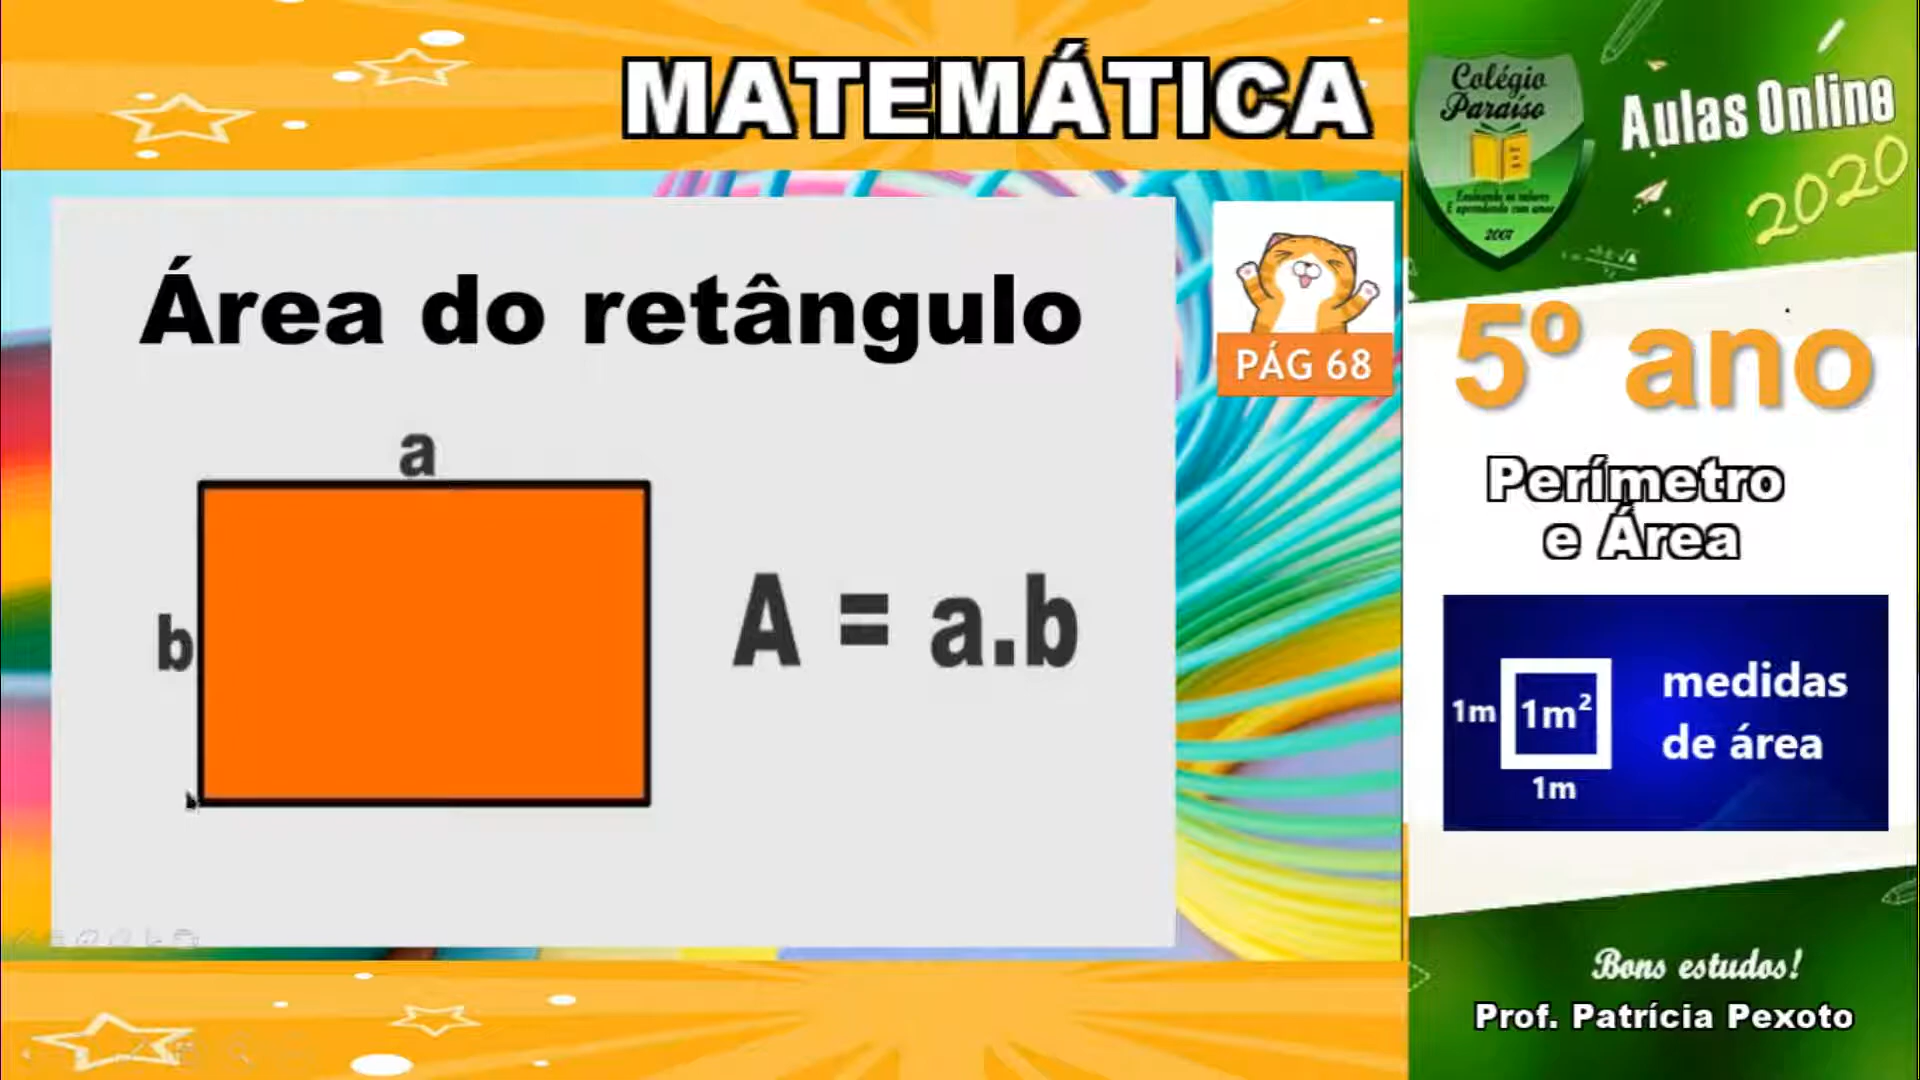 MATEMÁTICA
Área do retângulo
a
b
A = a.b
PÁG 68
Colégio
Paraíso
2007
Aulas Online
2020
5º ano
Perímetro
e Área
1m
1m²
1m
medidas
de área
Bons estudos!
Prof. Patrícia Pexoto